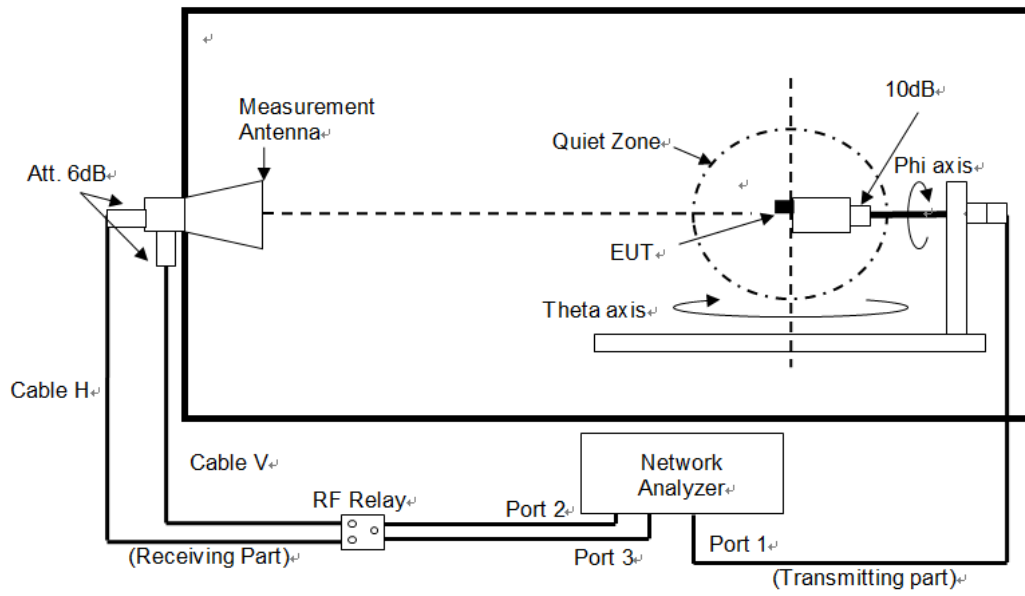 10dB
Measurement
Antenna
Quiet Zone
Phi axis
Att. 6dB
EUT
Theta axis
Cable H
Cable V
Network
Analyzer
RF Relay
Port 2
Port 3
Port 1
(Receiving Part)
(Transmitting part)